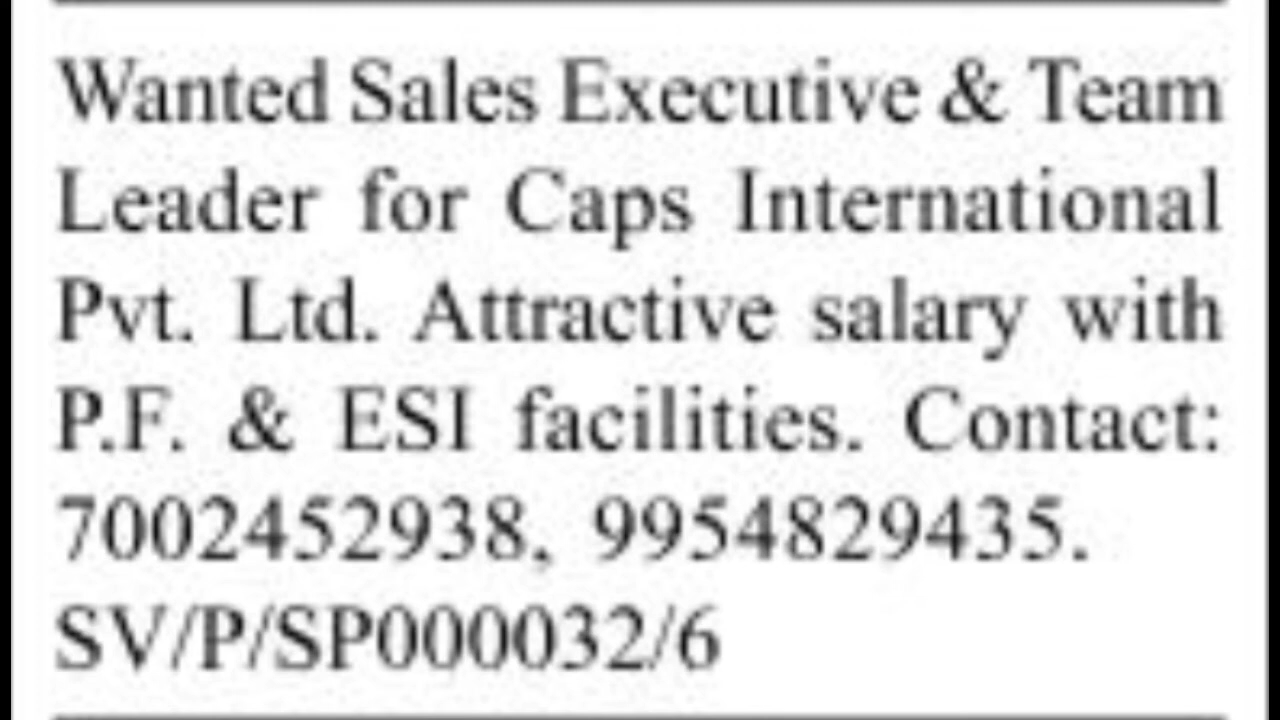 Wanted Sales Executive & Team
Leader for Caps International
Pvt. Ltd. Attractive salary with
P.F. & ESI facilities. Contact:
7002452938, 9954829435.
SV/P/SP000032/6